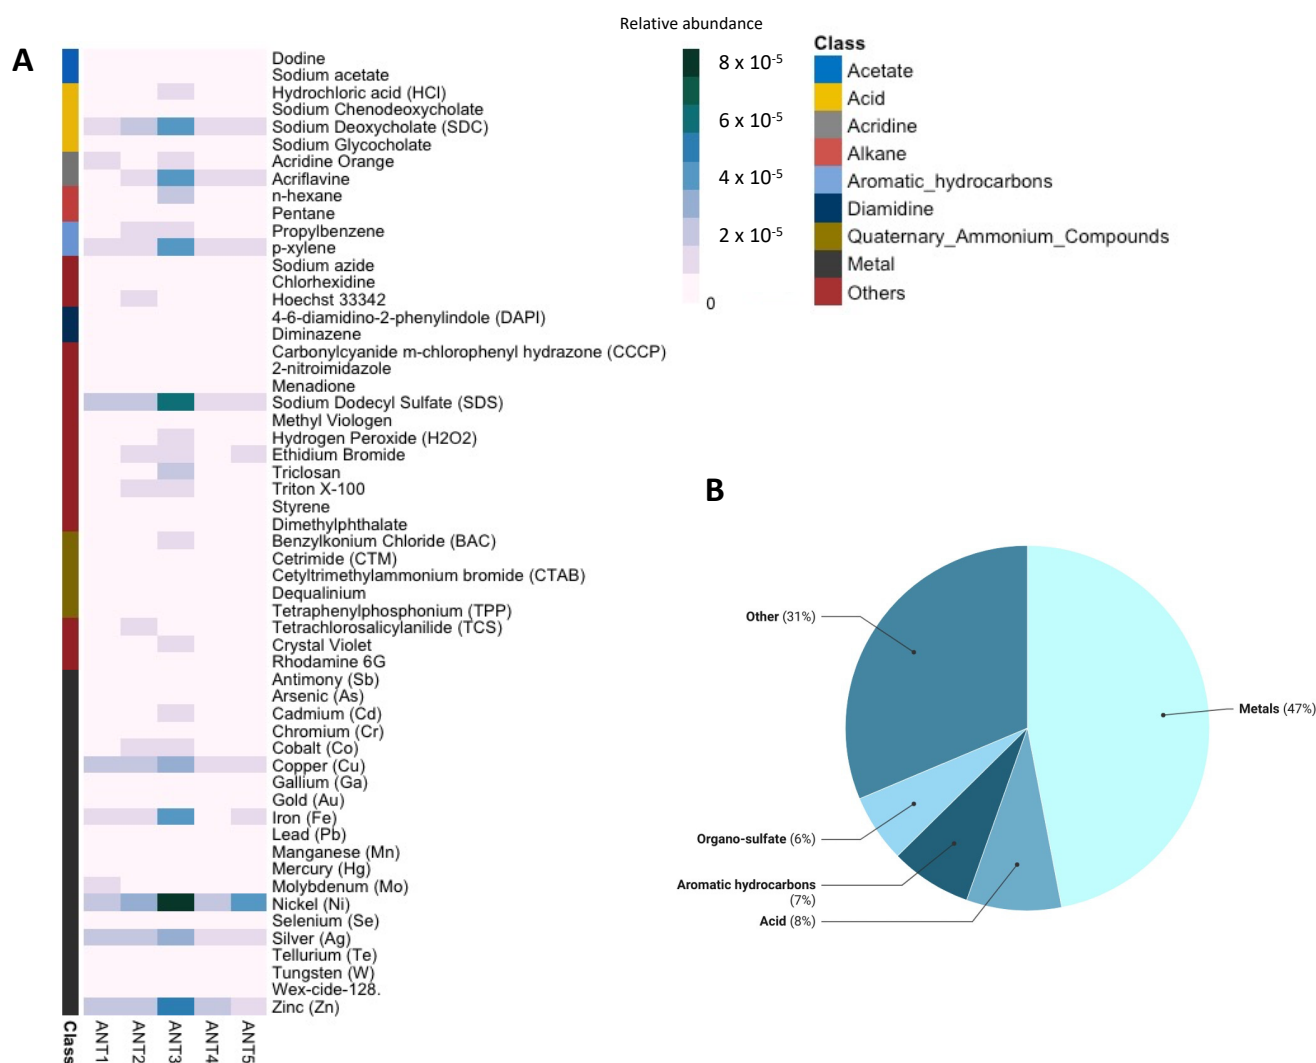 Relative abundance
A
Dodine
Sodium acetate
Hydrochloric acid (HCl)
Sodium Chenodeoxycholate
Sodium Deoxycholate (SDC)
Sodium Glycocholate
Acridine Orange
Acriflavine
n-hexane
Pentane
Propylbenzene
p-xylene
Sodium azide
Chlorhexidine
Hoechst 33342
4-6-diamidino-2-phenylindole (DAPI)
Diminazene
Carbonylcyanide m-chlorophenyl hydrazone (CCCP)
2-nitroimidazole
Menadione
Sodium Dodecyl Sulfate (SDS)
Methyl Viologen
Hydrogen Peroxide (H2O2)
Ethidium Bromide
Triclosan
Triton X-100
Styrene
Dimethylphthalate
Benzylkonium Chloride (BAC)
Cetrimide (CTM)
Cetyltrimethylammonium bromide (CTAB)
Dequalinium
Tetraphenylphosphonium (TPP)
Tetrachlorosalicylanilide (TCS)
Crystal Violet
Rhodamine 6G
Antimony (Sb)
Arsenic (As)
Cadmium (Cd)
Chromium (Cr)
Cobalt (Co)
Copper (Cu)
Gallium (Ga)
Gold (Au)
Iron (Fe)
Lead (Pb)
Manganese (Mn)
Mercury (Hg)
Molybdenum (Mo)
Nickel (Ni)
Selenium (Se)
Silver (Ag)
Tellurium (Te)
Tungsten (W)
Wex-cide-128.
Zinc (Zn)
Class
ANT1
ANT2
ANT3
ANT4
ANT5
8 x 10⁻⁵
6 x 10⁻⁵
4 x 10⁻⁵
2 x 10⁻⁵
0
Class
Acetate
Acid
Acridine
Alkane
Aromatic_hydrocarbons
Diamidine
Quaternary_Ammonium_Compounds
Metal
Others
B
Other (31%)
Metals (47%)
Organo-sulfate (6%)
Aromatic hydrocarbons
(7%)
Acid (8%)